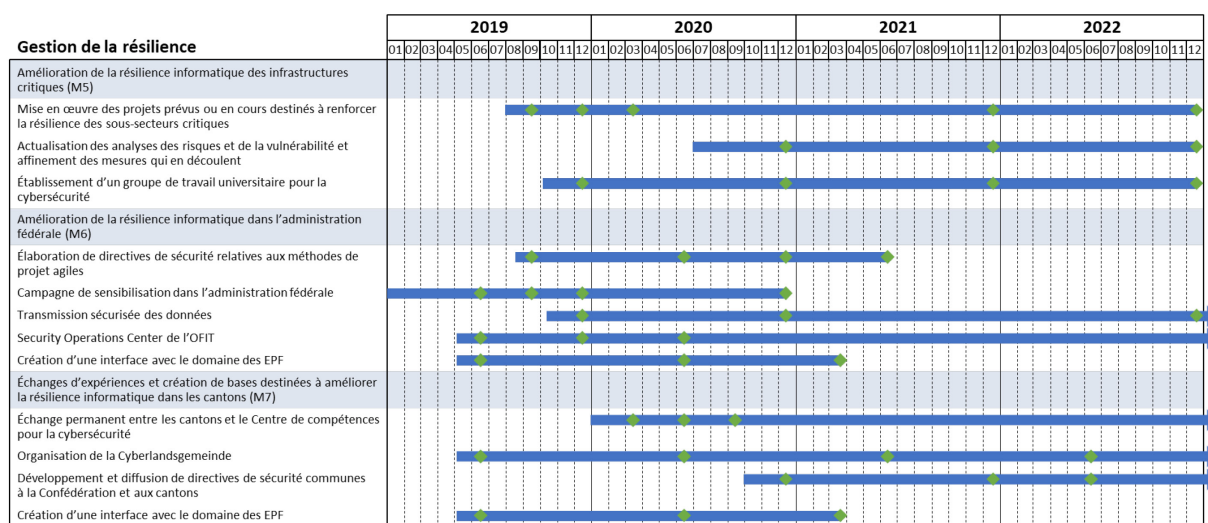 2019 2020 2021 2022
Gestion de la résilience
01 02 03 04 05 06 07 08 09 10 11 12 01 02 03 04 05 06 07 08 09 10 11 12 01 02 03 04 05 06 07 08 09 10 11 12 01 02 03 04 05 06 07 08 09 10 11 12
Amélioration de la résilience informatique des infrastructures
critiques (M5)
Mise en œuvre des projets prévus ou en cours destinés à renforcer
la résilience des sous-secteurs critiques
Actualisation des analyses des risques et de la vulnérabilité et
affinement des mesures qui en découlent
Établissement d’un groupe de travail universitaire pour la
cybersécurité
Amélioration de la résilience informatique dans l’administration
fédérale (M6)
Élaboration de directives de sécurité relatives aux méthodes de
projet agiles
Campagne de sensibilisation dans l’administration fédérale
Transmission sécurisée des données
Security Operations Center de l’OFIT
Création d’une interface avec le domaine des EPF
Échanges d’expériences et création de bases destinées à améliorer
la résilience informatique dans les cantons (M7)
Échange permanent entre les cantons et le Centre de compétences
pour la cybersécurité
Organisation de la Cyberlandsgemeinde
Développement et diffusion de directives de sécurité communes
à la Confédération et aux cantons
Création d’une interface avec le domaine des EPF